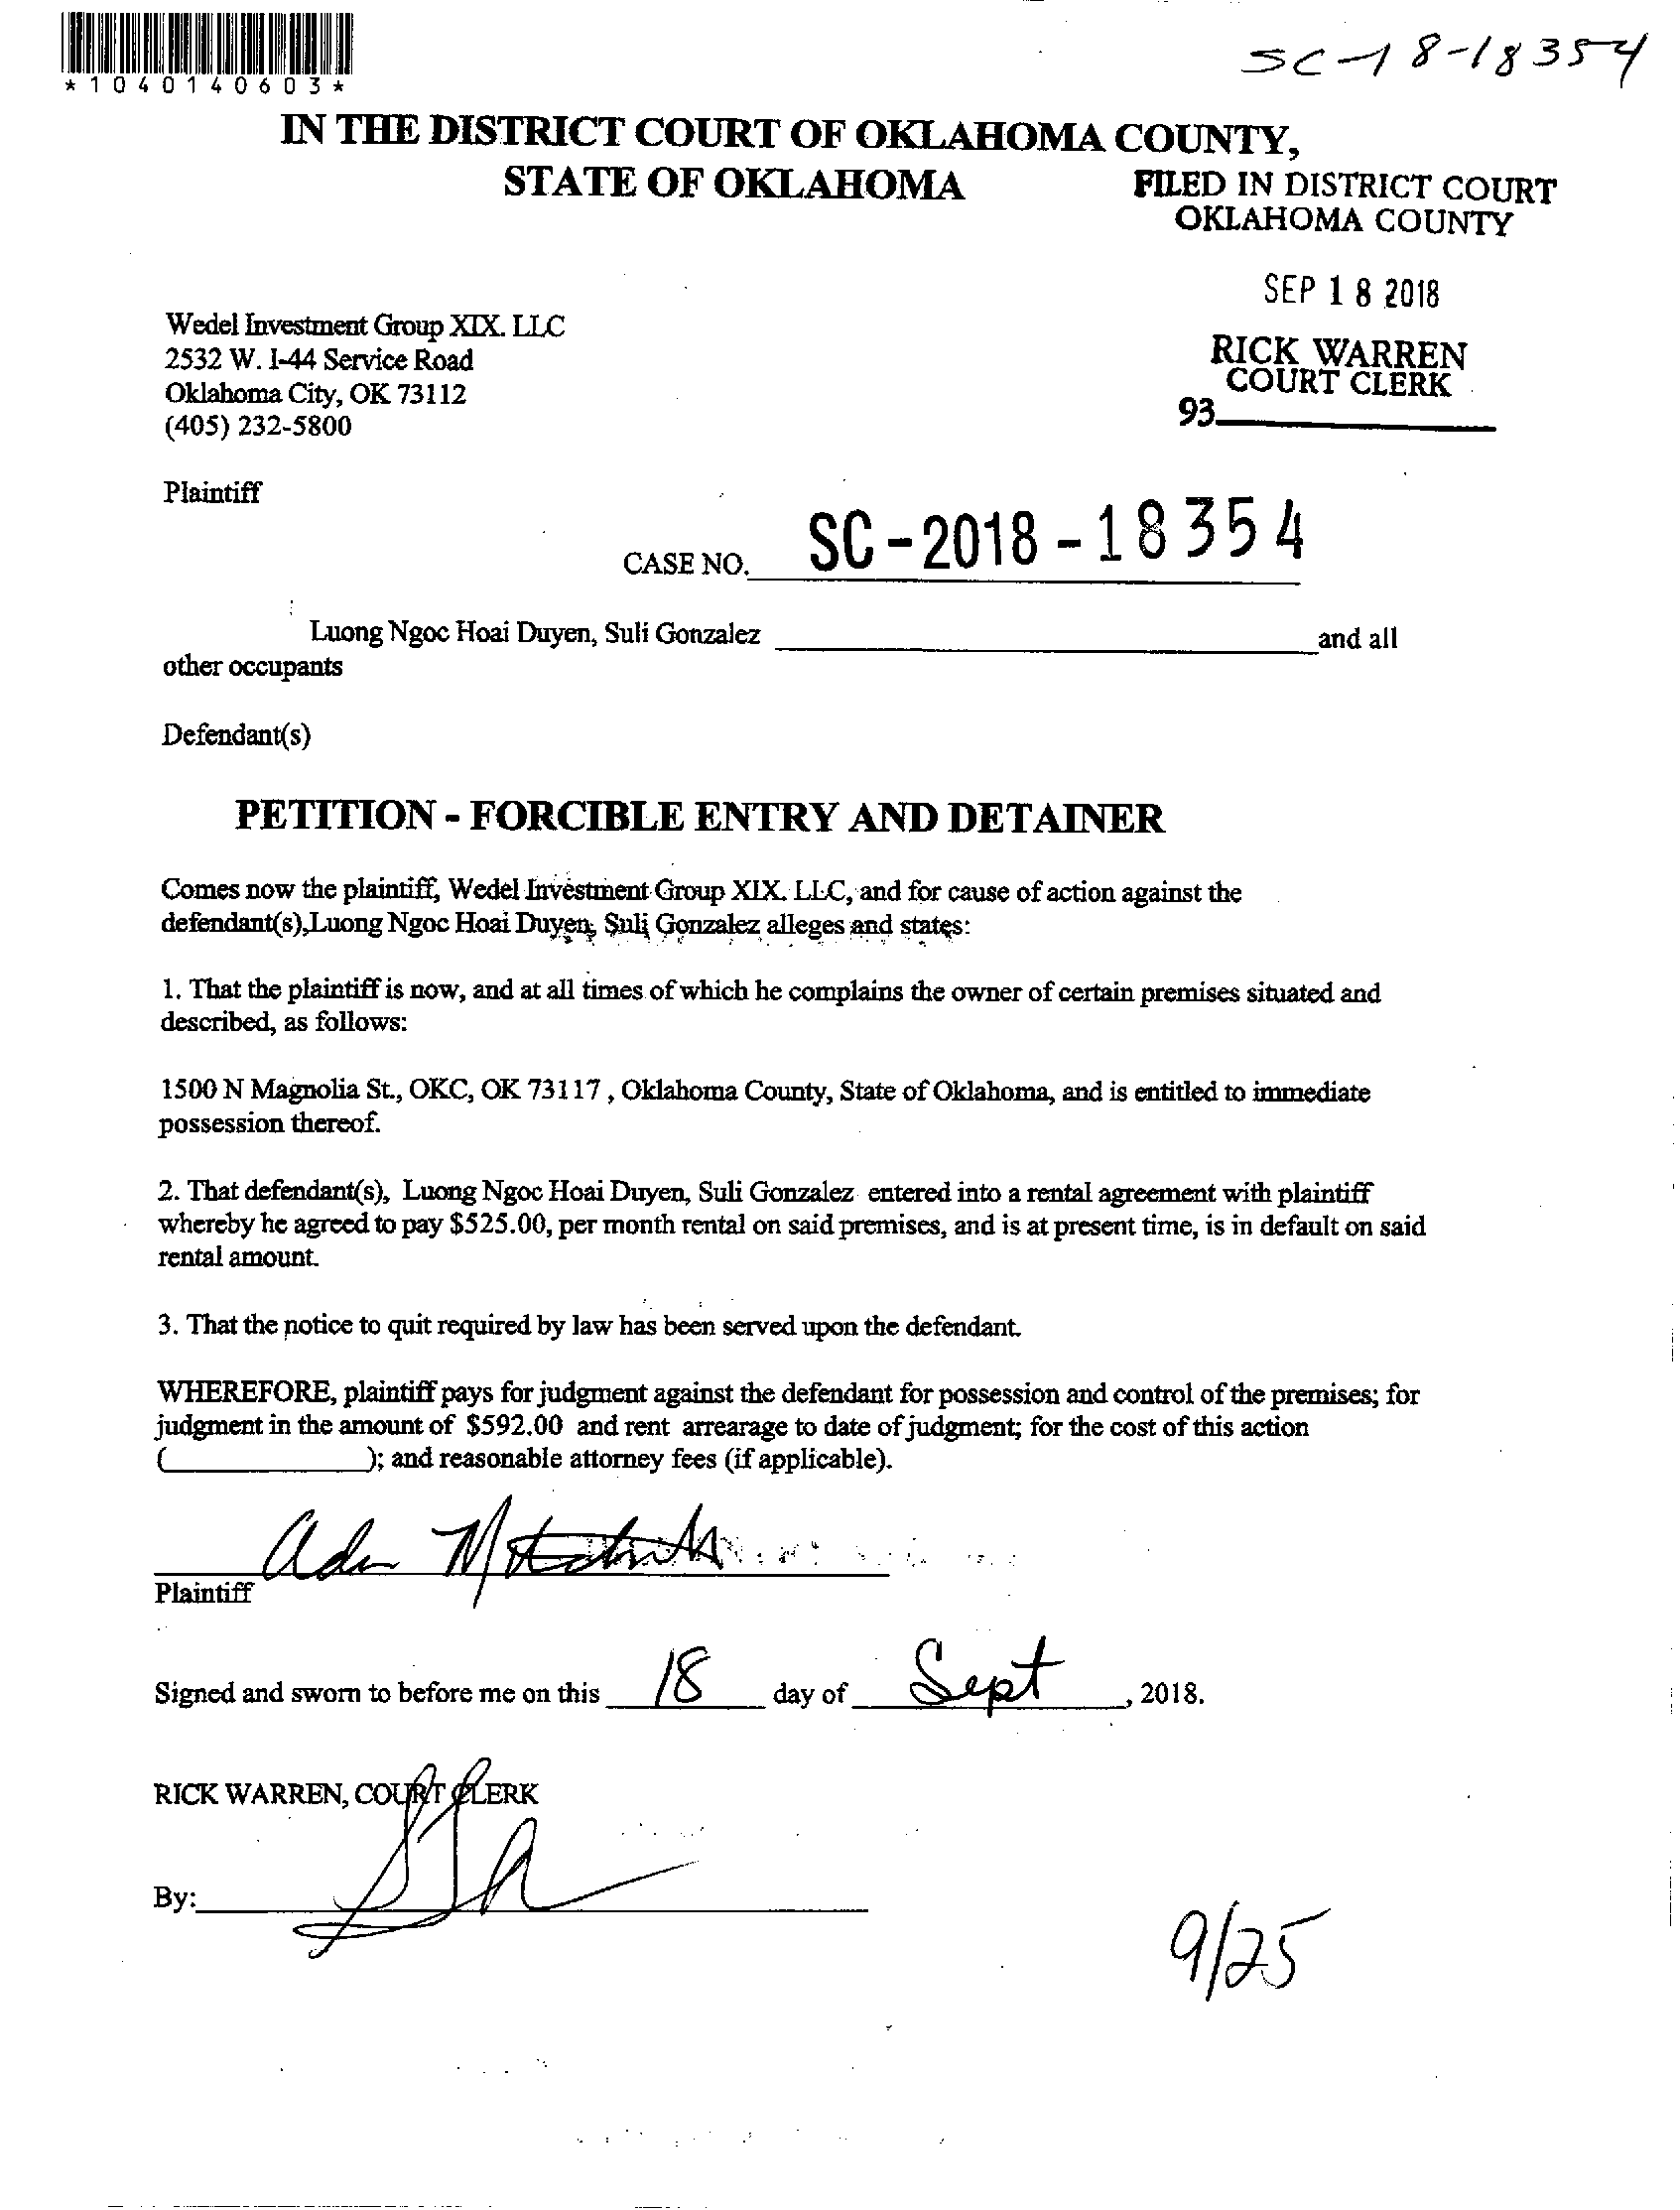 *1040140603*
SC-18-18354
IN THE DISTRICT COURT OF OKLAHOMA COUNTY,
STATE OF OKLAHOMA
FILED IN DISTRICT COURT
OKLAHOMA COUNTY
SEP 18 2018
RICK WARREN
COURT CLERK
93
Wedel Investment Group XIX. LLC
2532 W. I-44 Service Road
Oklahoma City, OK 73112
(405) 232-5800
Plaintiff
CASE NO. SC-2018-18354
Luong Ngoc Hoai Duyen, Suli Gonzalez and all
other occupants
Defendant(s)
PETITION - FORCIBLE ENTRY AND DETAINER
Comes now the plaintiff, Wedel Investment Group XIX. LLC, and for cause of action against the
defendant(s),Luong Ngoc Hoai Duyen, Suli Gonzalez alleges and states:
1. That the plaintiff is now, and at all times of which he complains the owner of certain premises situated and
described, as follows:
1500 N Magnolia St., OKC, OK 73117 , Oklahoma County, State of Oklahoma, and is entitled to immediate
possession thereof.
2. That defendant(s), Luong Ngoc Hoai Duyen, Suli Gonzalez entered into a rental agreement with plaintiff
whereby he agreed to pay $525.00, per month rental on said premises, and is at present time, is in default on said
rental amount.
3. That the notice to quit required by law has been served upon the defendant.
WHEREFORE, plaintiff pays for judgment against the defendant for possession and control of the premises; for
judgment in the amount of $592.00 and rent arrearage to date of judgment; for the cost of this action
(____________); and reasonable attorney fees (if applicable).
Plaintiff
Signed and sworn to before me on this 18 day of Sept, 2018.
RICK WARREN, COURT CLERK
By:
9/25